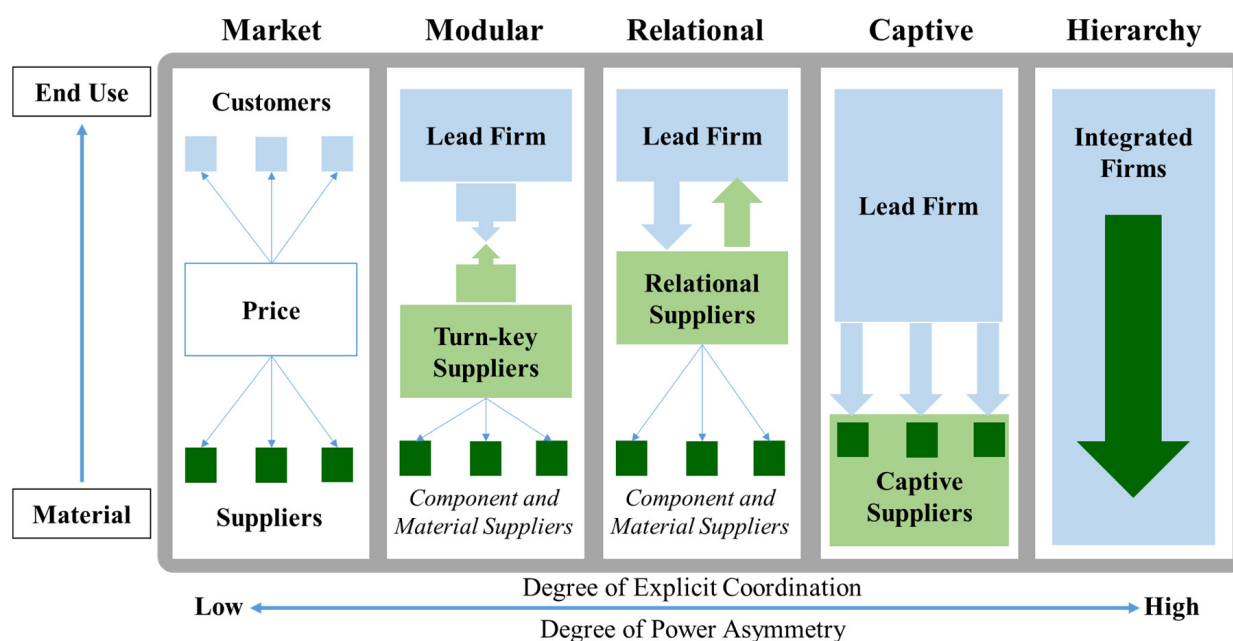 Market
Modular
Relational
Captive
Hierarchy
End Use
Material
Customers
Price
Suppliers
Lead Firm
Turn-key
Suppliers
Component and
Material Suppliers
Lead Firm
Relational
Suppliers
Component and
Material Suppliers
Lead Firm
Captive
Suppliers
Integrated
Firms
Degree of Explicit Coordination
Low
High
Degree of Power Asymmetry